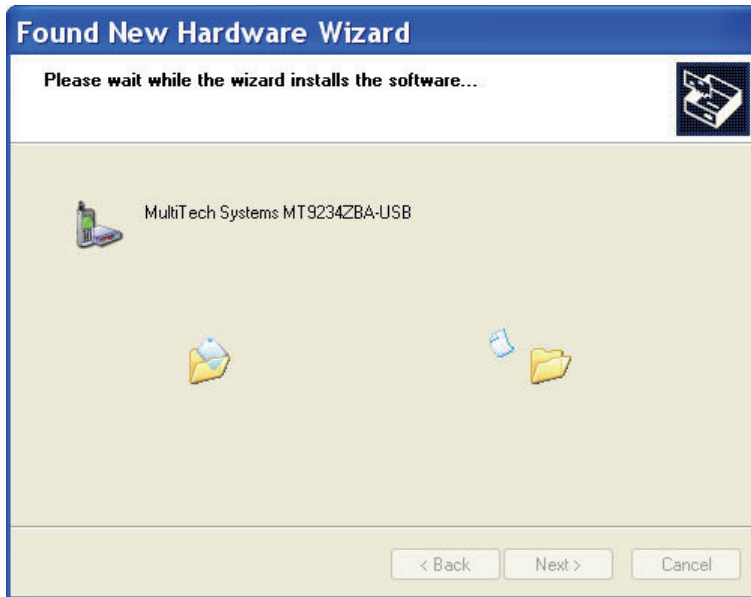 Found New Hardware Wizard
Please wait while the wizard installs the software...
MultiTech Systems MT9234ZBA-USB
< Back
Next >
Cancel